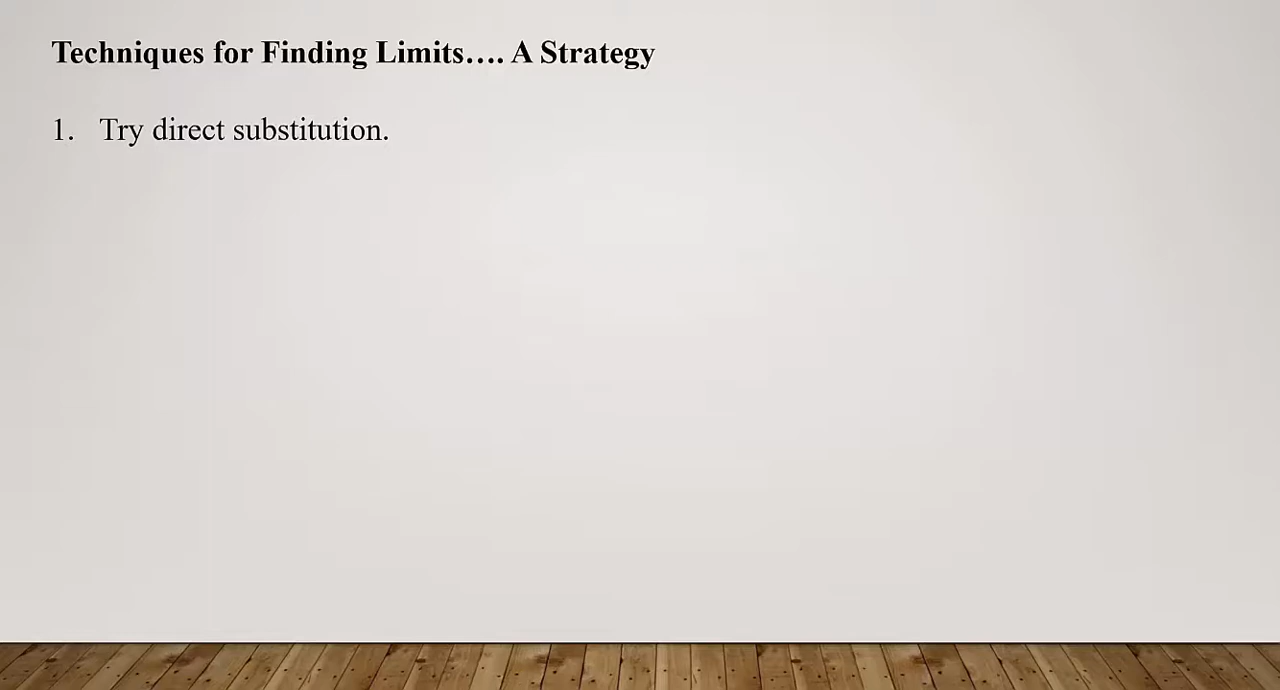 Techniques for Finding Limits…. A Strategy
1. Try direct substitution.